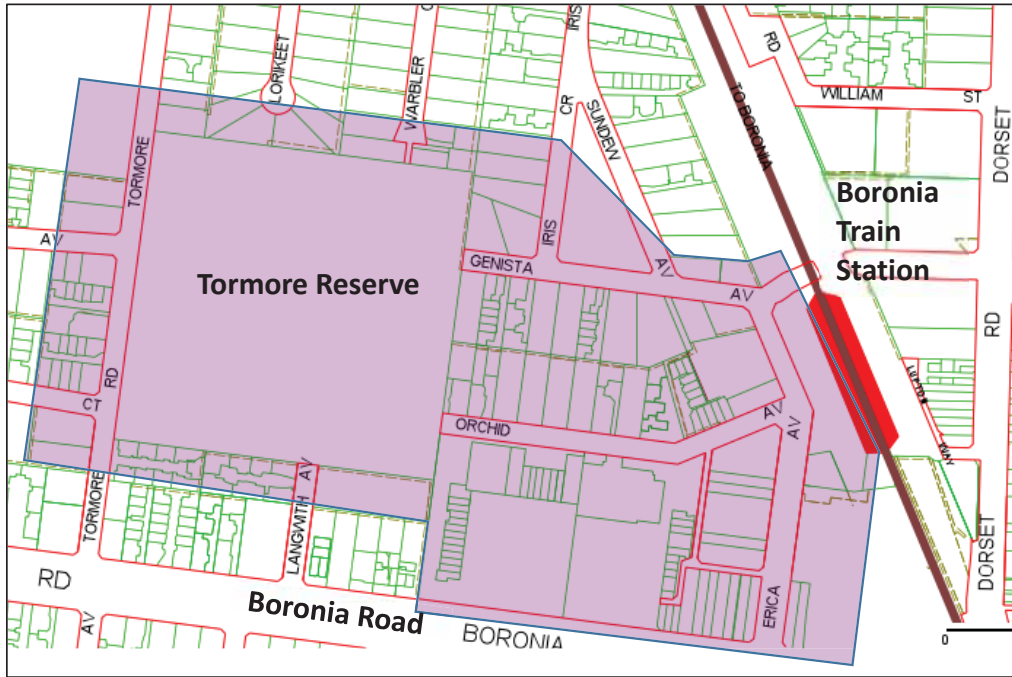 IRIS
RD
LORIKEET
WARBLER
CR
SUNDEW
WILLIAM
ST
TO BORONIA
DORSET
TORMORE
Boronia
Train
Station
AV
IRIS
GENISTA
AV
AV
Tormore Reserve
RD
RD
CT
ORCHID
AV
AV
WAY
TORMORE
LANGWITH
AV
DORSET
RD
Boronia Road
BORONIA
ERICA
AV
0